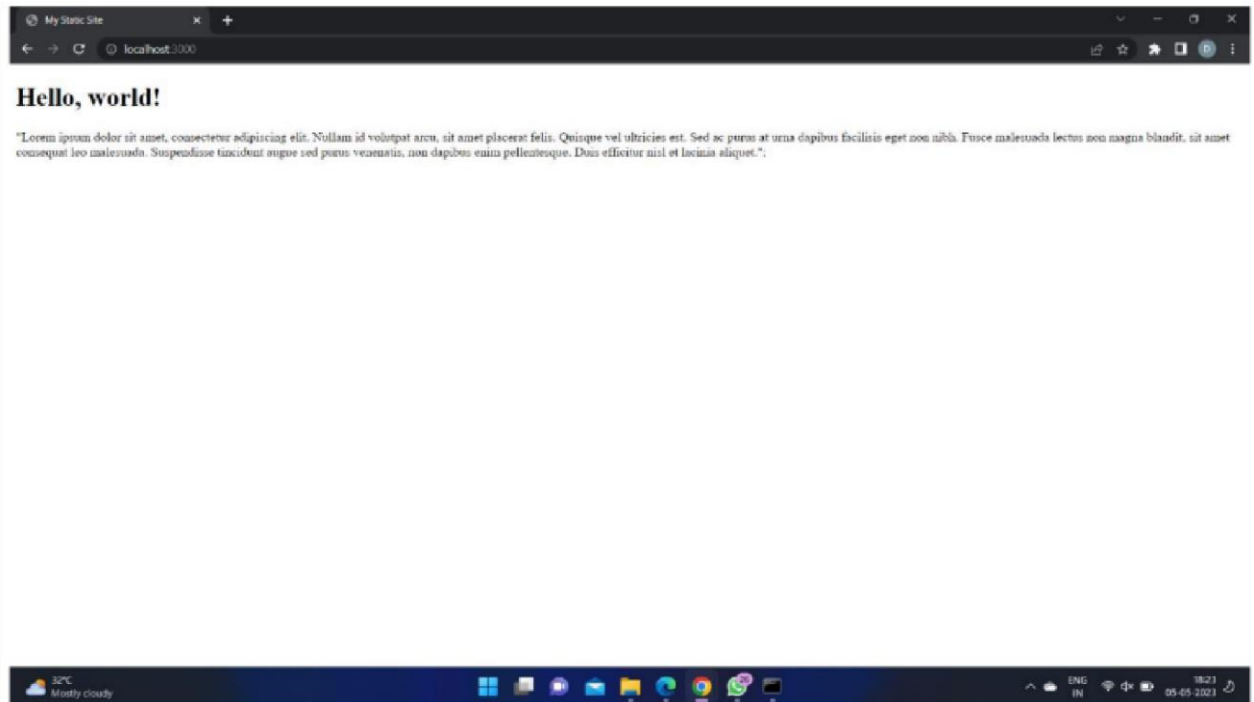 My Static Site
localhost:3000
D
Hello, world!
"Lorem ipsum dolor sit amet, consectetur adipiscing elit. Nullam id volutpat arcu, sit amet placerat felis. Quisque vel ultricies est. Sed ac purus at urna dapibus facilisis eget non nibh. Fusce malesuada lectus non magna blandit, sit amet
consequat leo malesuada. Suspendisse tincidunt augue sed purus venenatis, non dapibus enim pellentesque. Duis efficitur nisl et lacinia aliquet.";
32°C
Mostly cloudy
ENG
IN
18:23
05-05-2023